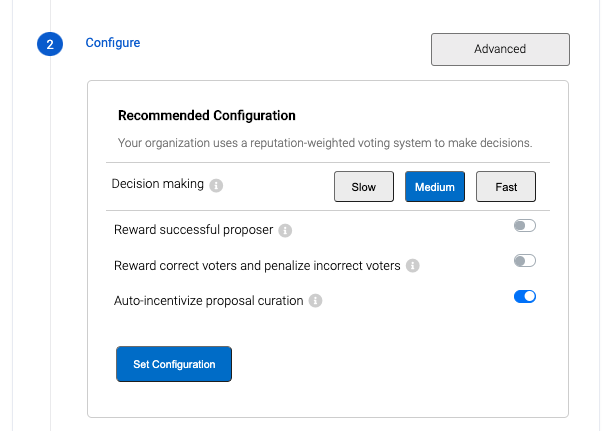 2
Configure
Advanced
Recommended Configuration
Your organization uses a reputation-weighted voting system to make decisions.
Decision making i
Slow
Medium
Fast
Reward successful proposer i
Reward correct voters and penalize incorrect voters i
Auto-incentivize proposal curation i
Set Configuration